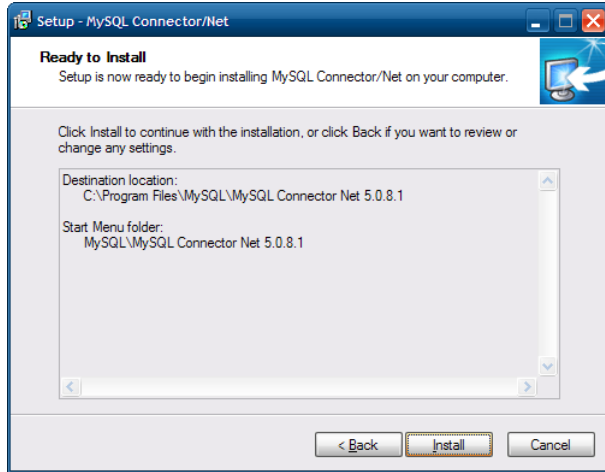 Setup - MySQL Connector/Net
Ready to Install
Setup is now ready to begin installing MySQL Connector/Net on your computer.
Click Install to continue with the installation, or click Back if you want to review or
change any settings.
Destination location:
C:\Program Files\MySQL\MySQL Connector Net 5.0.8.1
Start Menu folder:
MySQL\MySQL Connector Net 5.0.8.1
< Back
Install
Cancel